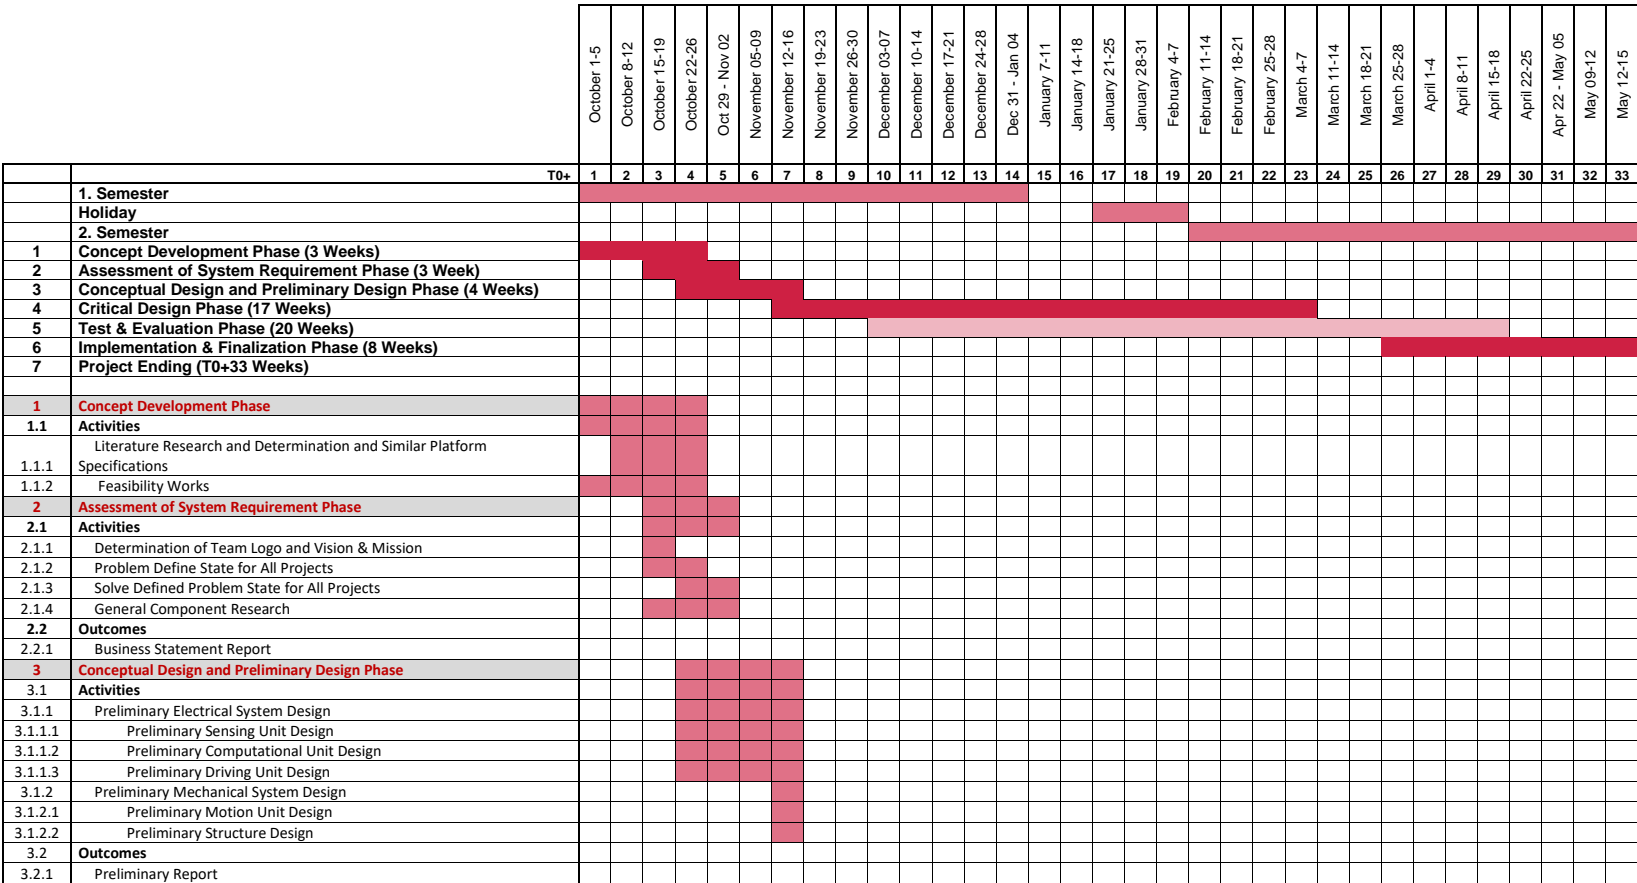 October 1-5
October 8-12
October 15-19
October 22-26
Oct 29 - Nov 02
November 05-09
November 12-16
November 19-23
November 26-30
December 03-07
December 10-14
December 17-21
December 24-28
Dec 31 - Jan 04
January 7-11
January 14-18
January 21-25
January 28-31
February 4-7
February 11-14
February 18-21
February 25-28
March 4-7
March 11-14
March 18-21
March 25-28
April 1-4
April 8-11
April 15-18
April 22-25
Apr 22 - May 05
May 09-12
May 12-15
T0+ 1 2 3 4 5 6 7 8 9 10 11 12 13 14 15 16 17 18 19 20 21 22 23 24 25 26 27 28 29 30 31 32 33
1. Semester
Holiday
2. Semester
1 Concept Development Phase (3 Weeks)
2 Assessment of System Requirement Phase (3 Week)
3 Conceptual Design and Preliminary Design Phase (4 Weeks)
4 Critical Design Phase (17 Weeks)
5 Test & Evaluation Phase (20 Weeks)
6 Implementation & Finalization Phase (8 Weeks)
7 Project Ending (T0+33 Weeks)
1 Concept Development Phase
1.1 Activities
Literature Research and Determination and Similar Platform
1.1.1 Specifications
1.1.2 Feasibility Works
2 Assessment of System Requirement Phase
2.1 Activities
2.1.1 Determination of Team Logo and Vision & Mission
2.1.2 Problem Define State for All Projects
2.1.3 Solve Defined Problem State for All Projects
2.1.4 General Component Research
2.2 Outcomes
2.2.1 Business Statement Report
3 Conceptual Design and Preliminary Design Phase
3.1 Activities
3.1.1 Preliminary Electrical System Design
3.1.1.1 Preliminary Sensing Unit Design
3.1.1.2 Preliminary Computational Unit Design
3.1.1.3 Preliminary Driving Unit Design
3.1.2 Preliminary Mechanical System Design
3.1.2.1 Preliminary Motion Unit Design
3.1.2.2 Preliminary Structure Design
3.2 Outcomes
3.2.1 Preliminary Report